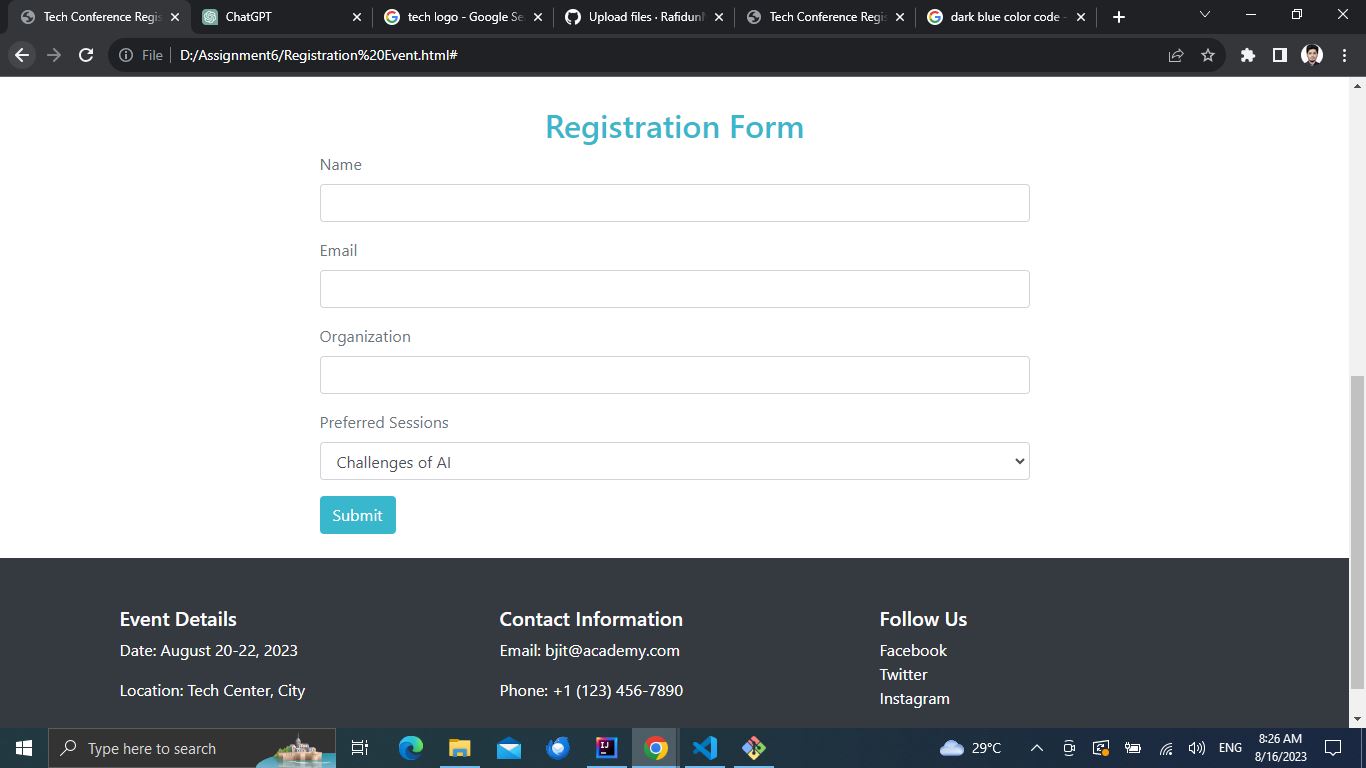 Tech Conference Regis
ChatGPT
tech logo - Google Se
Upload files · Rafidun
Tech Conference Regis
dark blue color code -
File
D:/Assignment6/Registration%20Event.html#
Registration Form
Name
Email
Organization
Preferred Sessions
Challenges of AI
Submit
Event Details
Date: August 20-22, 2023
Location: Tech Center, City
Contact Information
Email: bjit@academy.com
Phone: +1 (123) 456-7890
Follow Us
Facebook
Twitter
Instagram
Type here to search
29°C
ENG
8:26 AM
8/16/2023